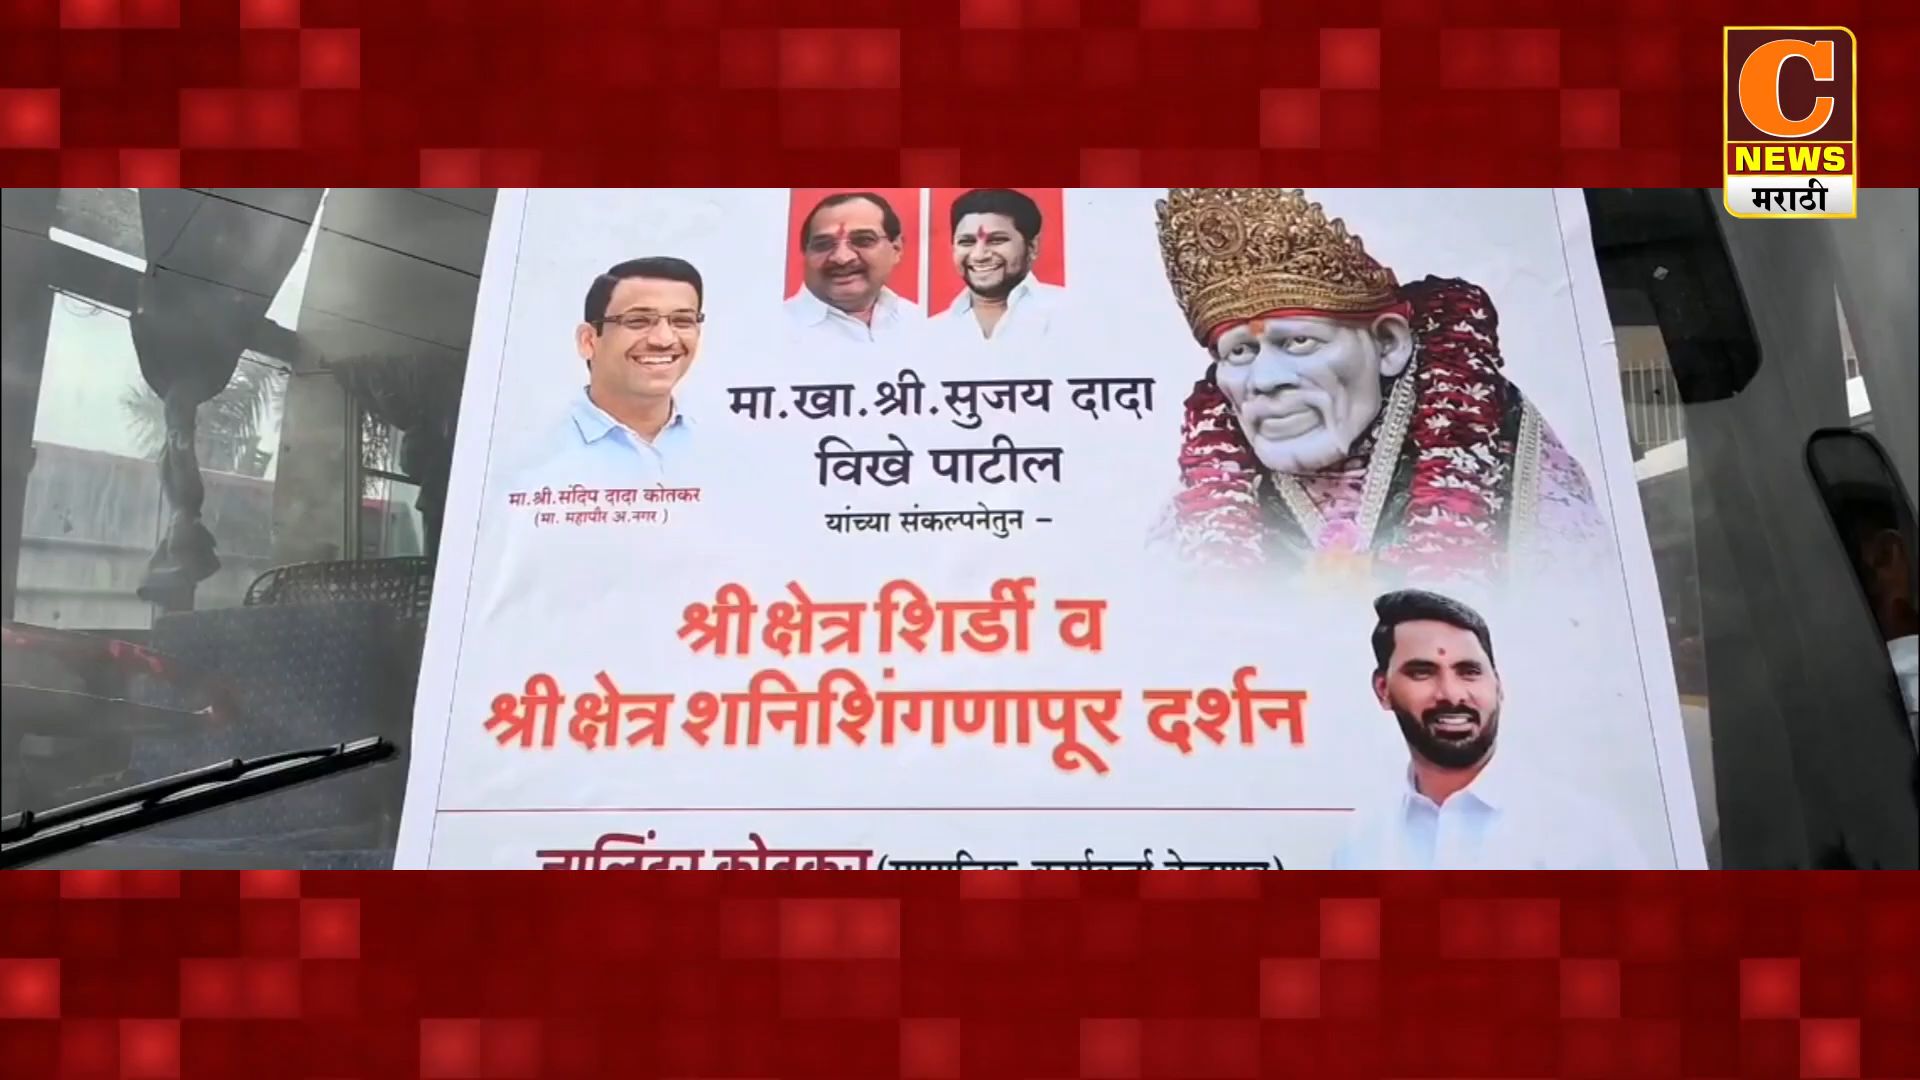 C
NEWS
मराठी
मा.खा.श्री.सुजय दादा
विखे पाटील
यांच्या संकल्पनेतुन –
मा.श्री.संदिप दादा कोतकर
(मा. महापौर अ.नगर )
श्री क्षेत्र शिर्डी व
श्री क्षेत्र शनिशिंगणापूर दर्शन